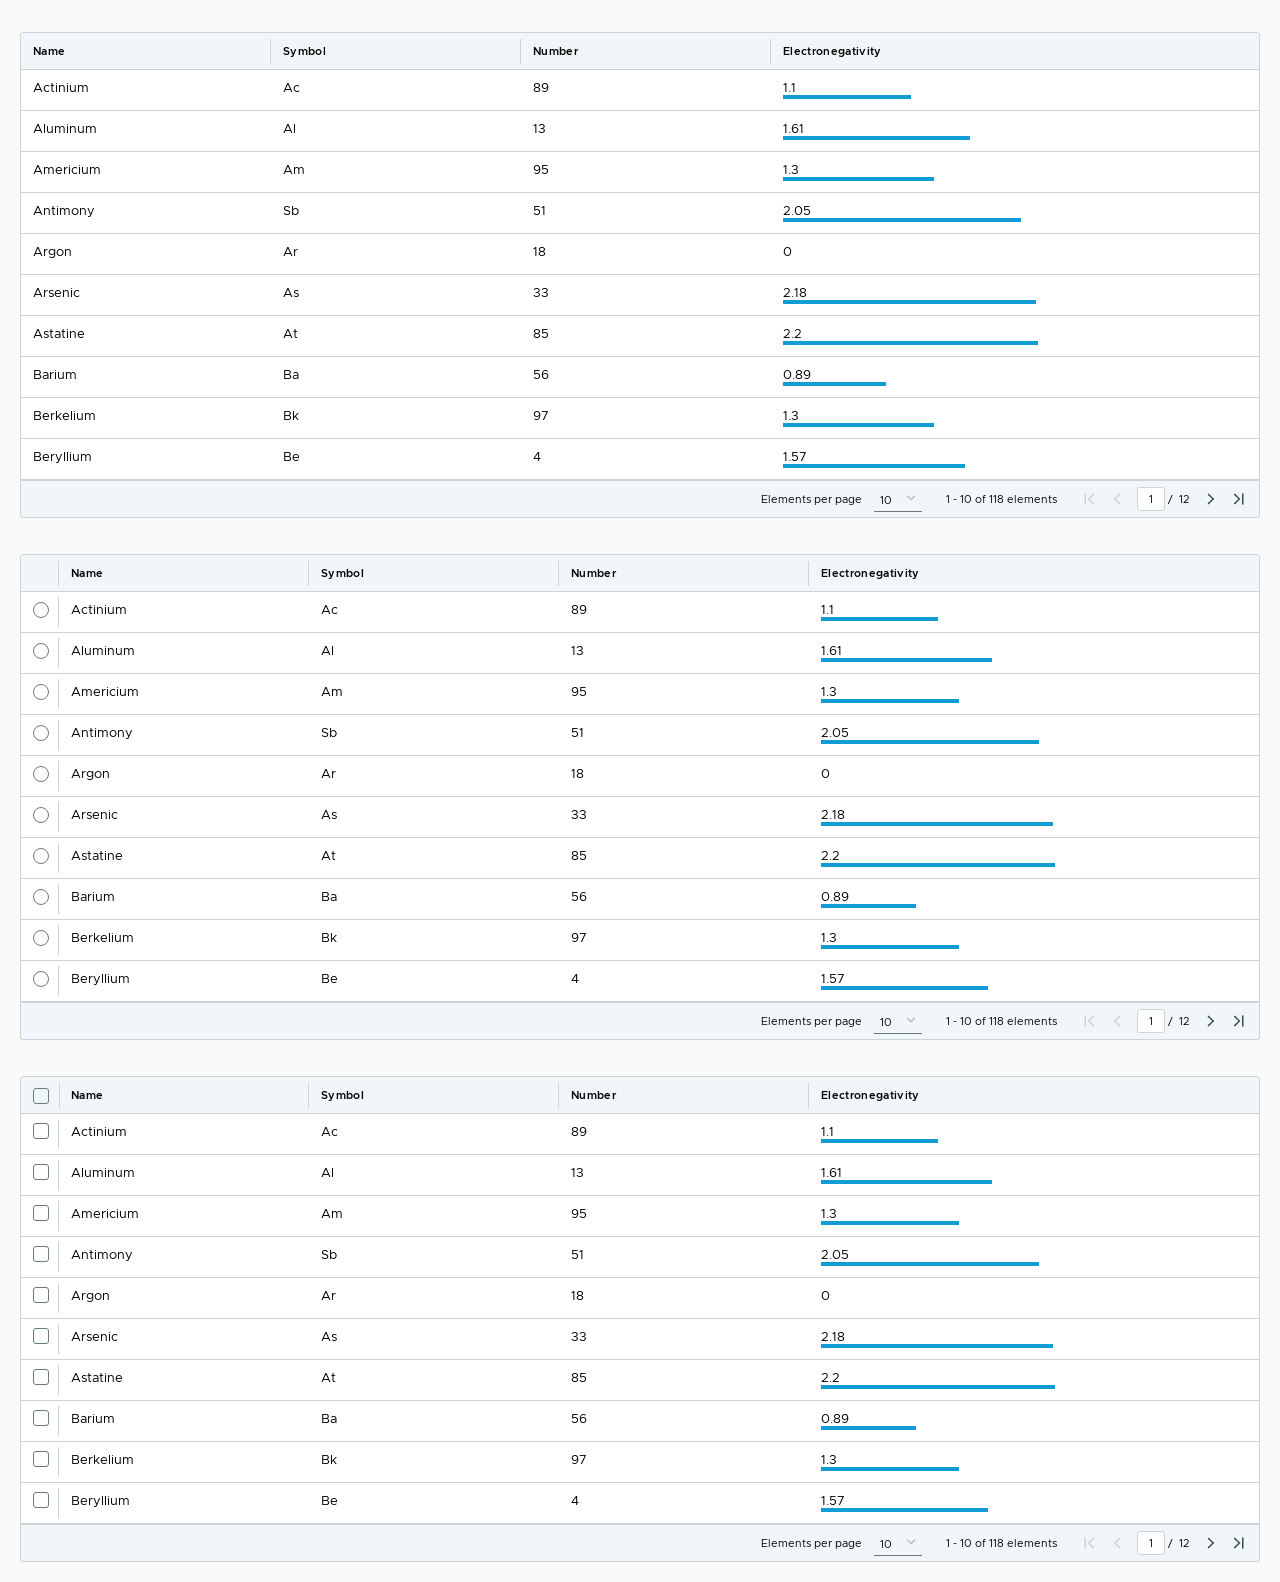 Name Symbol Number Electronegativity
Actinium Ac 89 1.1
Aluminum Al 13 1.61
Americium Am 95 1.3
Antimony Sb 51 2.05
Argon Ar 18 0
Arsenic As 33 2.18
Astatine At 85 2.2
Barium Ba 56 0.89
Berkelium Bk 97 1.3
Beryllium Be 4 1.57
Elements per page 10 1 - 10 of 118 elements 1 / 12
Name Symbol Number Electronegativity
Actinium Ac 89 1.1
Aluminum Al 13 1.61
Americium Am 95 1.3
Antimony Sb 51 2.05
Argon Ar 18 0
Arsenic As 33 2.18
Astatine At 85 2.2
Barium Ba 56 0.89
Berkelium Bk 97 1.3
Beryllium Be 4 1.57
Elements per page 10 1 - 10 of 118 elements 1 / 12
Name Symbol Number Electronegativity
Actinium Ac 89 1.1
Aluminum Al 13 1.61
Americium Am 95 1.3
Antimony Sb 51 2.05
Argon Ar 18 0
Arsenic As 33 2.18
Astatine At 85 2.2
Barium Ba 56 0.89
Berkelium Bk 97 1.3
Beryllium Be 4 1.57
Elements per page 10 1 - 10 of 118 elements 1 / 12